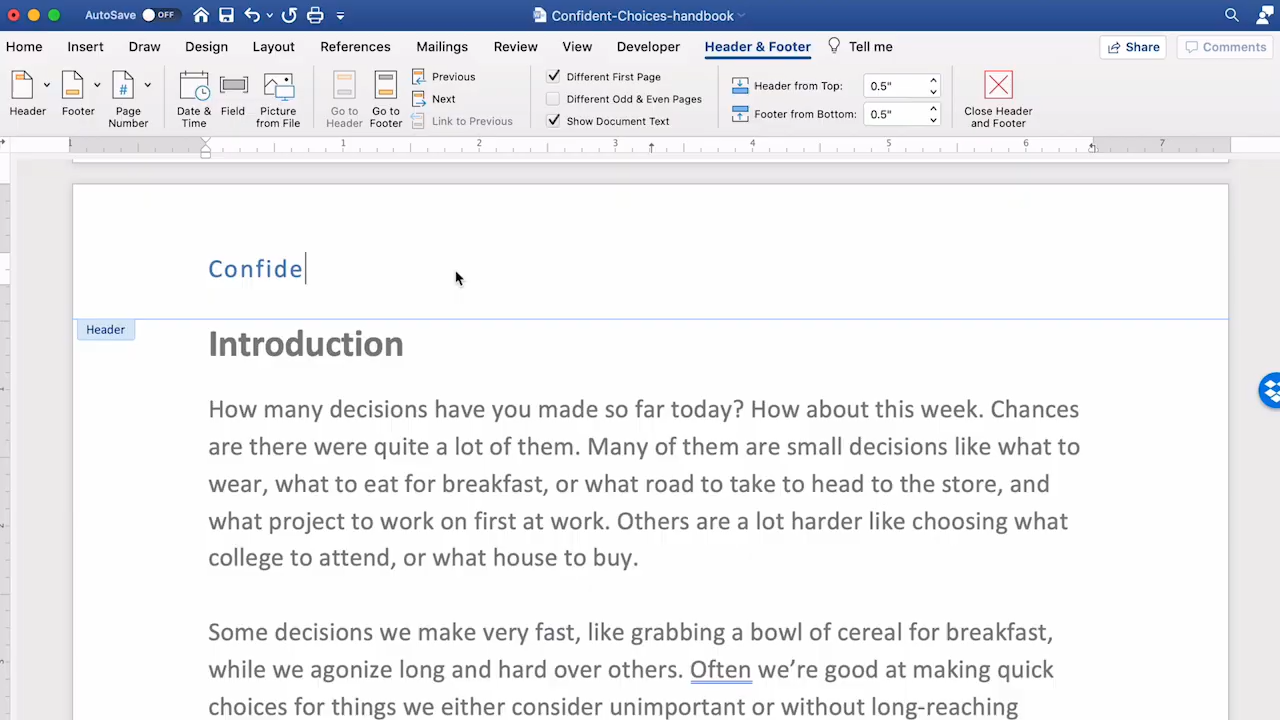 AutoSave OFF Confident-Choices-handbook
Home Insert Draw Design Layout References Mailings Review View Developer Header & Footer Tell me Share Comments
Header Footer Page Number Date & Time Field Picture from File Go to Header Go to Footer
Previous
Next
Link to Previous
Different First Page
Different Odd & Even Pages
Show Document Text
Header from Top: 0.5"
Footer from Bottom: 0.5"
Close Header and Footer
1 1 2 3 4 5 6 7
Confide
Header
Introduction
How many decisions have you made so far today? How about this week. Chances
are there were quite a lot of them. Many of them are small decisions like what to
wear, what to eat for breakfast, or what road to take to head to the store, and
what project to work on first at work. Others are a lot harder like choosing what
college to attend, or what house to buy.
Some decisions we make very fast, like grabbing a bowl of cereal for breakfast,
while we agonize long and hard over others. Often we’re good at making quick
choices for things we either consider unimportant or without long-reaching